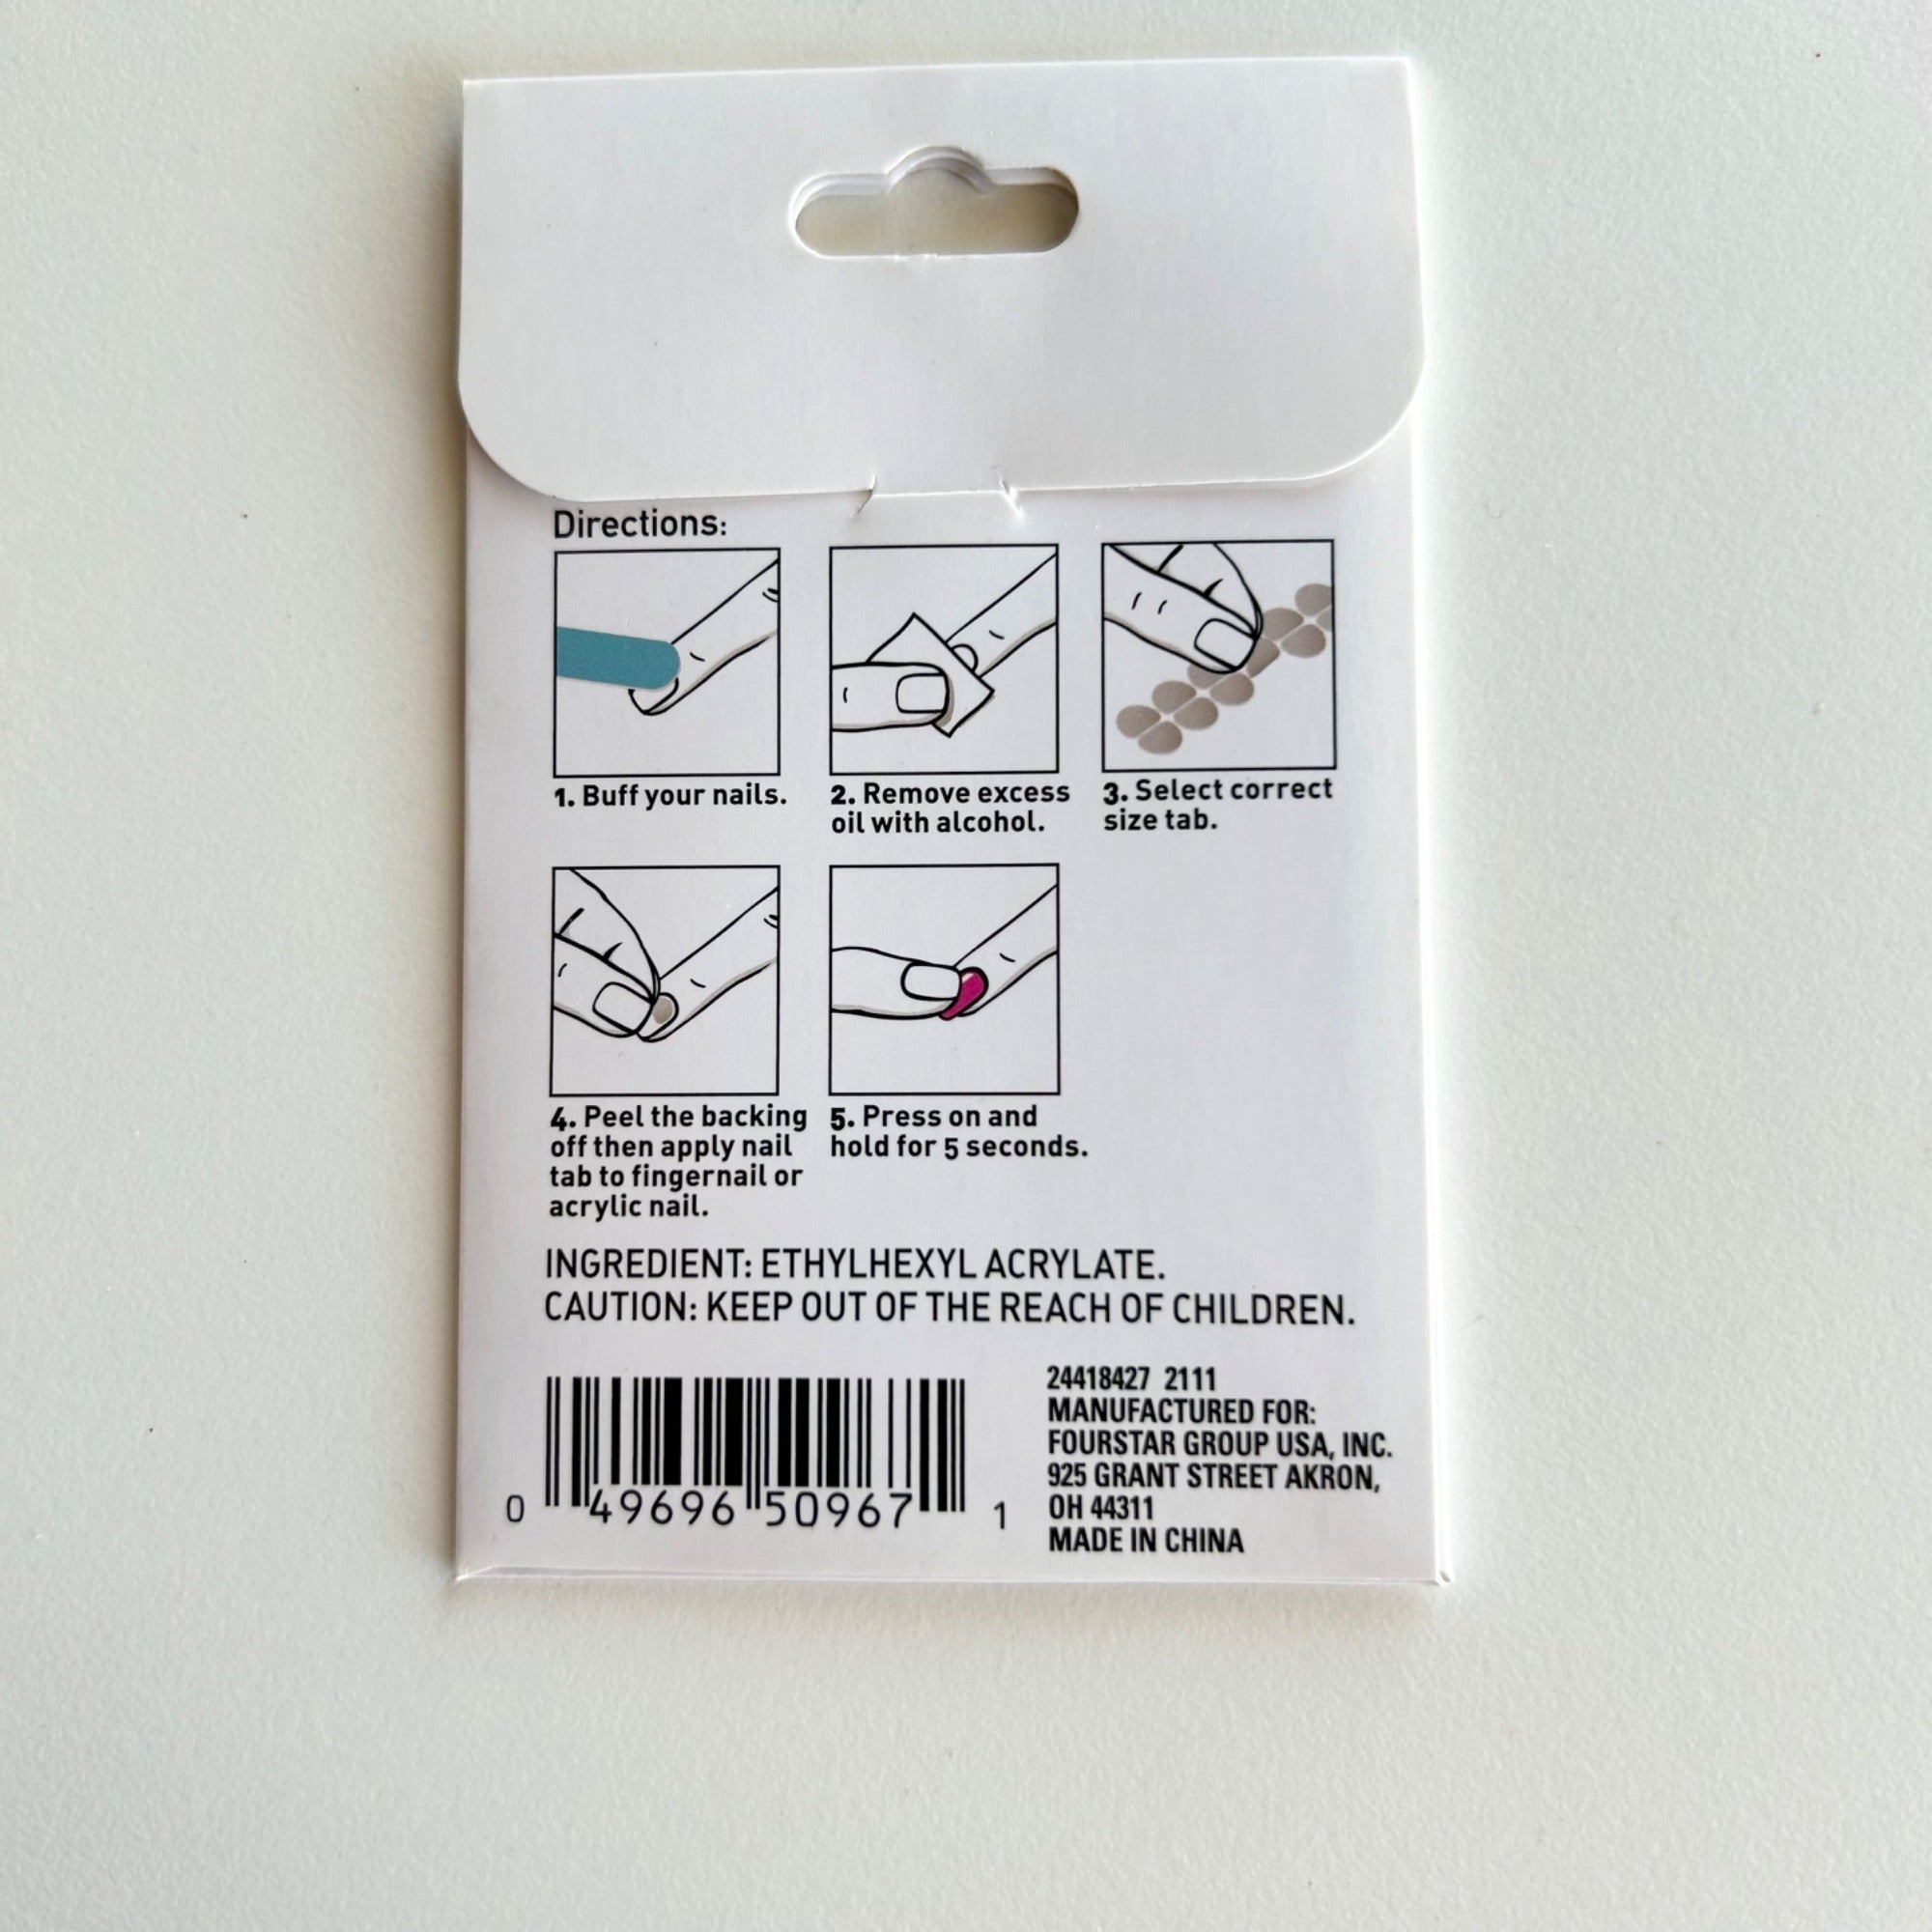 Directions:
1. Buff your nails.
2. Remove excess
oil with alcohol.
3. Select correct
size tab.
4. Peel the backing
off then apply nail
tab to fingernail or
acrylic nail.
5. Press on and
hold for 5 seconds.
INGREDIENT: ETHYLHEXYL ACRYLATE.
CAUTION: KEEP OUT OF THE REACH OF CHILDREN.
0 49696 50967 1
24418427 2111
MANUFACTURED FOR:
FOURSTAR GROUP USA, INC.
925 GRANT STREET AKRON,
OH 44311
MADE IN CHINA